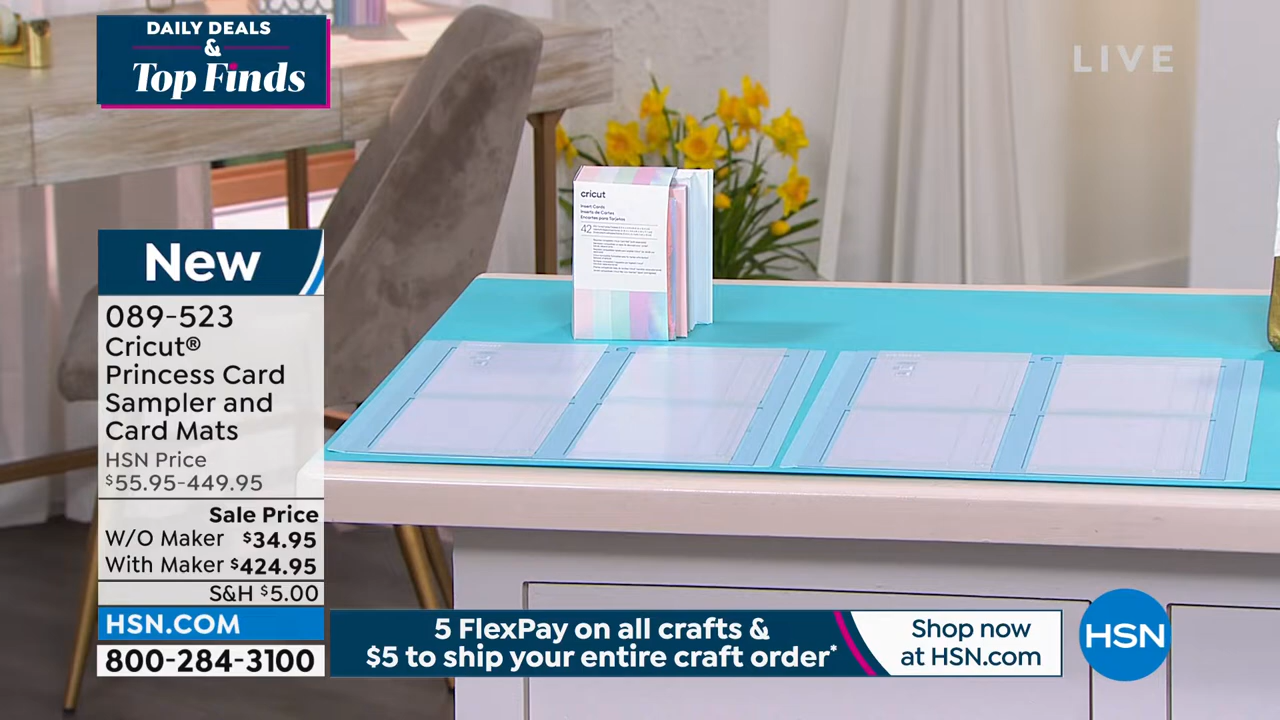 DAILY DEALS
&
Top Finds
LIVE
cricut
Insert Cards
Inserts de Cartes
Encartes para Tarjetas
42
New
089-523
Cricut®
Princess Card
Sampler and
Card Mats
HSN Price
$55.95-449.95
Sale Price
W/O Maker $34.95
With Maker $424.95
S&H $5.00
HSN.COM
800-284-3100
5 FlexPay on all crafts &
$5 to ship your entire craft order*
Shop now
at HSN.com
HSN